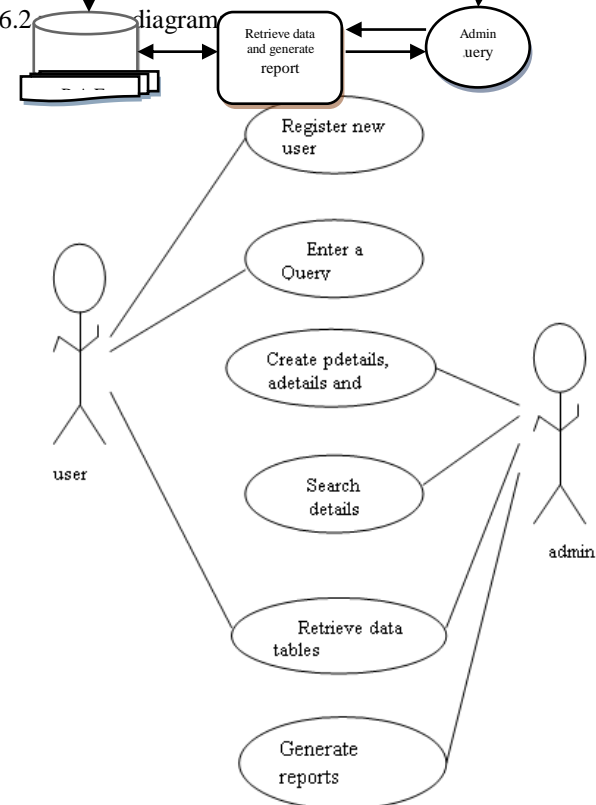 6.2 diagram
Retrieve data
and generate
report
Admin
uery
Register new
user
Enter a
Query
Create pdetails,
adetails and
Search
details
Retrieve data
tables
Generate
reports
user
admin